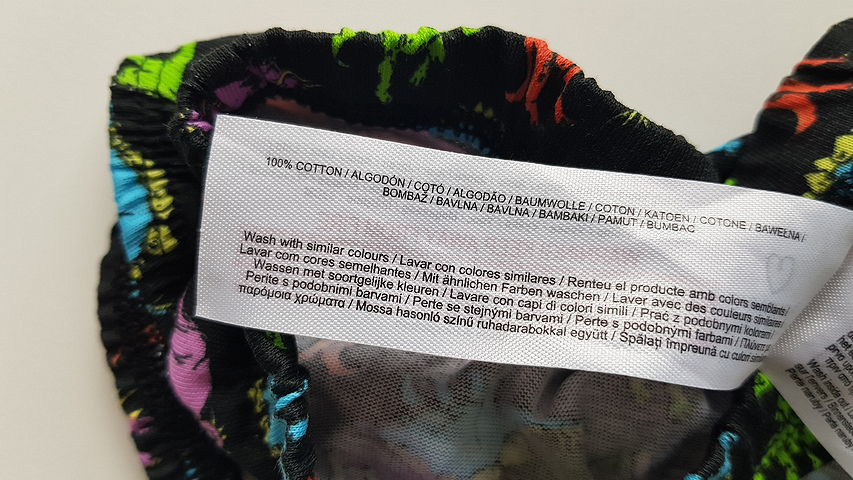 100% COTTON / ALGODÓN / COTÓ / ALGODÃO / BAUMWOLLE / COTON / KATOEN / COTONE / BAWEŁNA /
BOMBAŽ / BAVLNA / BAVLNA / BAMBAKI / PAMUT / BUMBAC
Wash with similar colours / Lavar con colores similares / Renteu el producte amb colors semblants /
Lavar com cores semelhantes / Mit ähnlichen Farben waschen / Laver avec des couleurs similaires /
Wassen met soortgelijke kleuren / Lavare con capi di colori simili / Prać z podobnymi kolorami /
Perite s podobnimi barvami / Perte se stejnými barvami / Perte s podobnými farbami /
παρόμοια χρώματα / Mossa hasonló színű ruhadarabokkal együtt / Spălați împreună cu culori